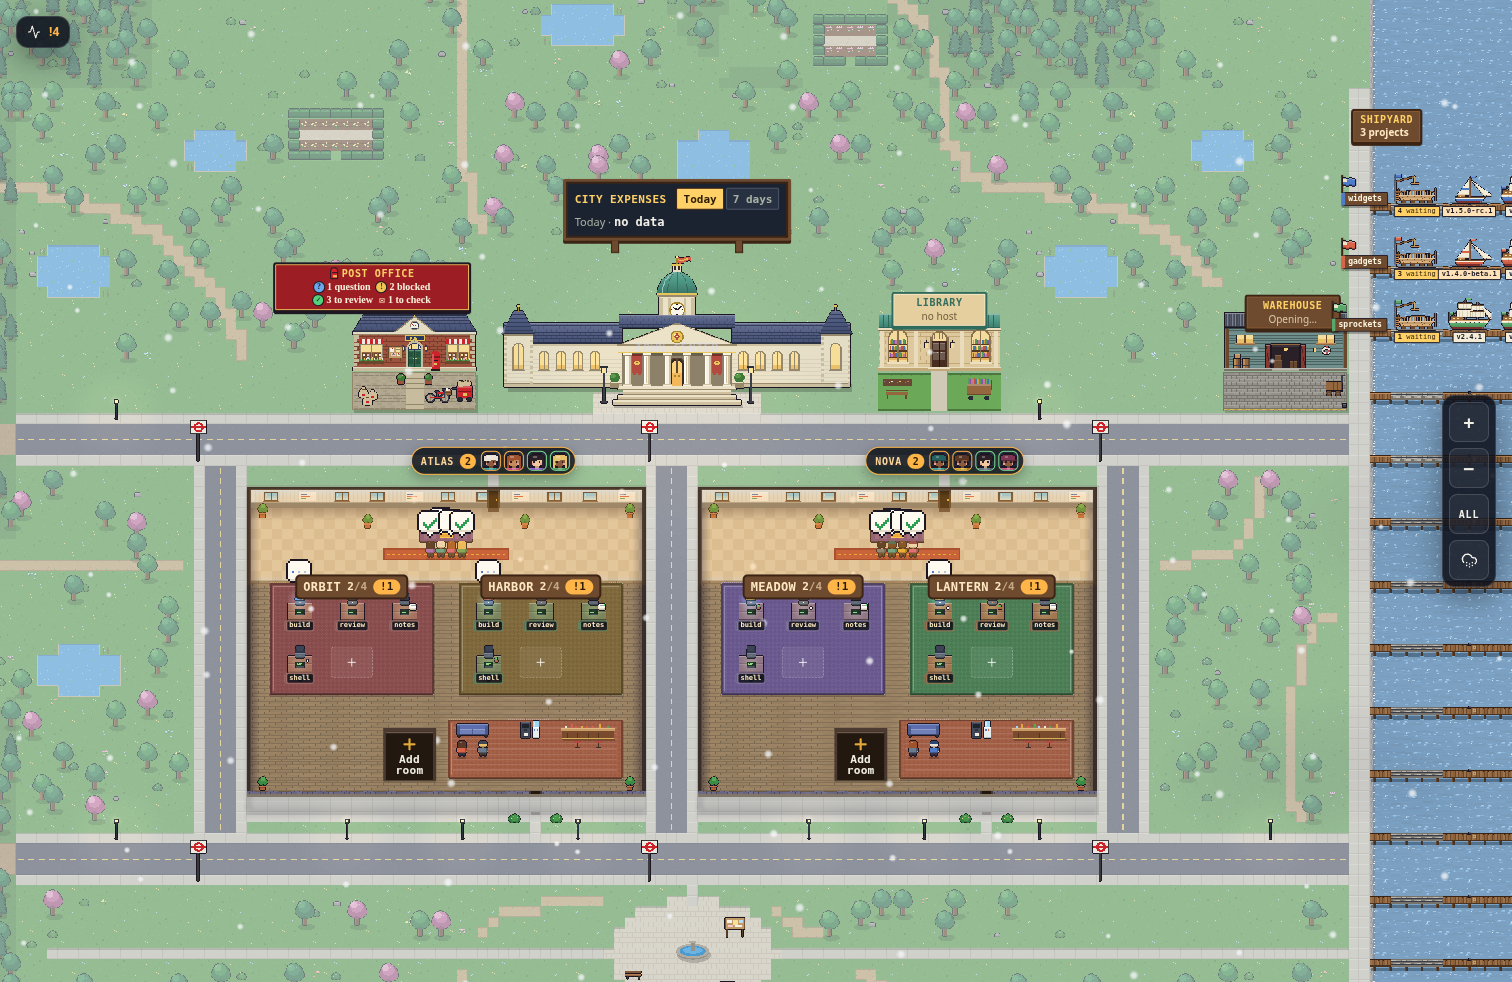 !4
SHIPYARD
3 projects
CITY EXPENSES Today 7 days
Today · no data
widgets
4 waiting
v1.5.0-rc.1
gadgets
3 waiting
v1.4.0-beta.1
sprockets
1 waiting
v2.4.1
POST OFFICE
? 1 question ! 2 blocked
✓ 3 to review ✉ 1 to check
LIBRARY
no host
WAREHOUSE
Opening...
+
−
ALL
ATLAS 2
NOVA 2
ORBIT 2/4 !1
build
review
notes
shell
+
HARBOR 2/4 !1
build
review
notes
shell
+
MEADOW 2/4 !1
build
review
notes
shell
+
LANTERN 2/4 !1
build
review
notes
shell
+
+
Add
room
+
Add
room